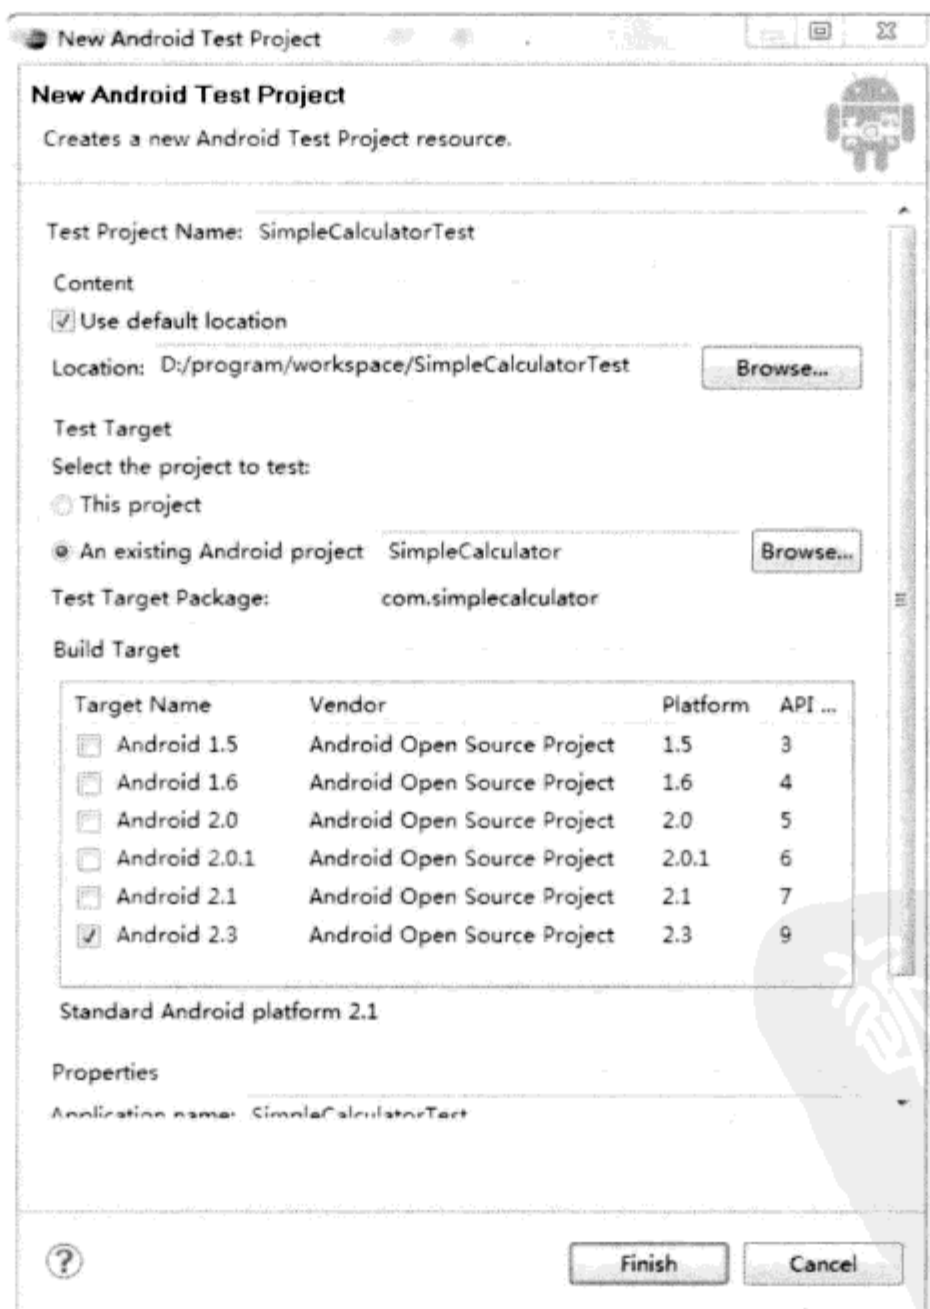 New Android Test Project
New Android Test Project
Creates a new Android Test Project resource.
Test Project Name: SimpleCalculatorTest
Content
Use default location
Location: D:/program/workspace/SimpleCalculatorTest Browse...
Test Target
Select the project to test:
This project
An existing Android project SimpleCalculator Browse...
Test Target Package: com.simplecalculator
Build Target
Target Name Vendor Platform API ...
Android 1.5 Android Open Source Project 1.5 3
Android 1.6 Android Open Source Project 1.6 4
Android 2.0 Android Open Source Project 2.0 5
Android 2.0.1 Android Open Source Project 2.0.1 6
Android 2.1 Android Open Source Project 2.1 7
Android 2.3 Android Open Source Project 2.3 9
Standard Android platform 2.1
Properties
Application name: SimpleCalculatorTest
? Finish Cancel